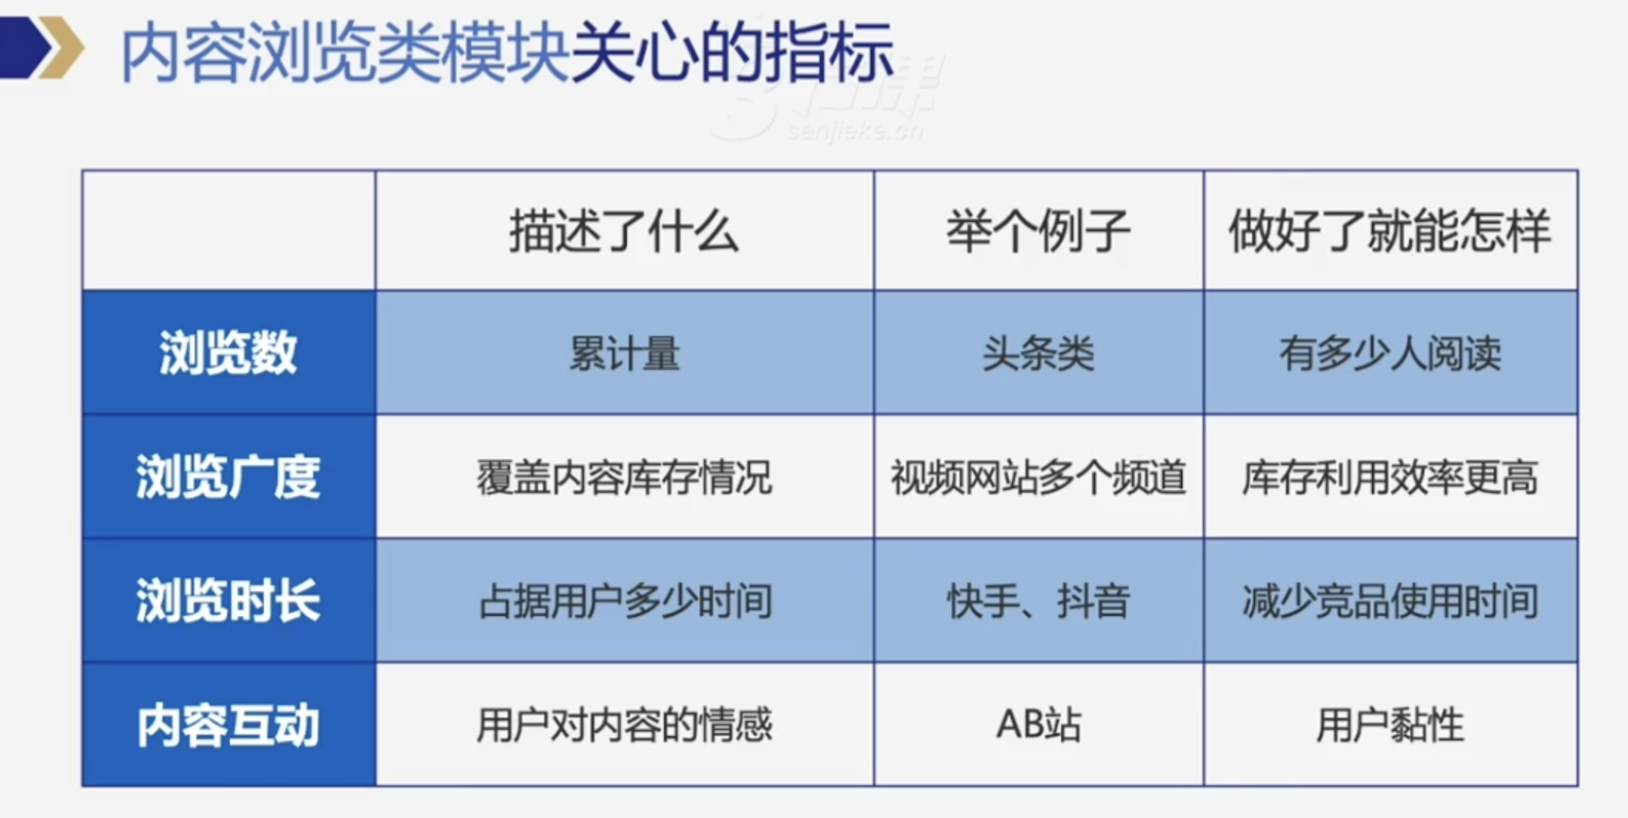 内容浏览类模块关心的指标
三节课
sanjieke.cn
描述了什么 举个例子 做好了就能怎样
浏览数 累计量 头条类 有多少人阅读
浏览广度 覆盖内容库存情况 视频网站多个频道 库存利用效率更高
浏览时长 占据用户多少时间 快手、抖音 减少竞品使用时间
内容互动 用户对内容的情感 AB站 用户黏性